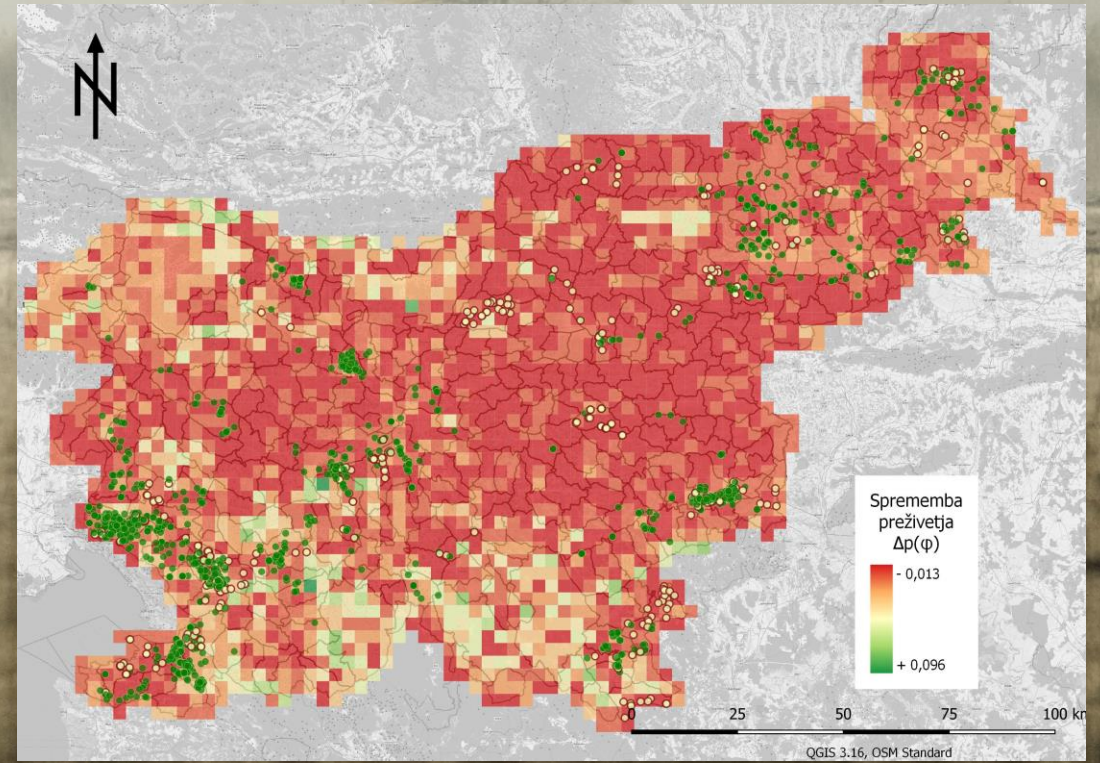 N
Sprememba
preživetja
Δp(φ)
- 0,013
+ 0,096
0 25 50 75 100 km
QGIS 3.16, OSM Standard